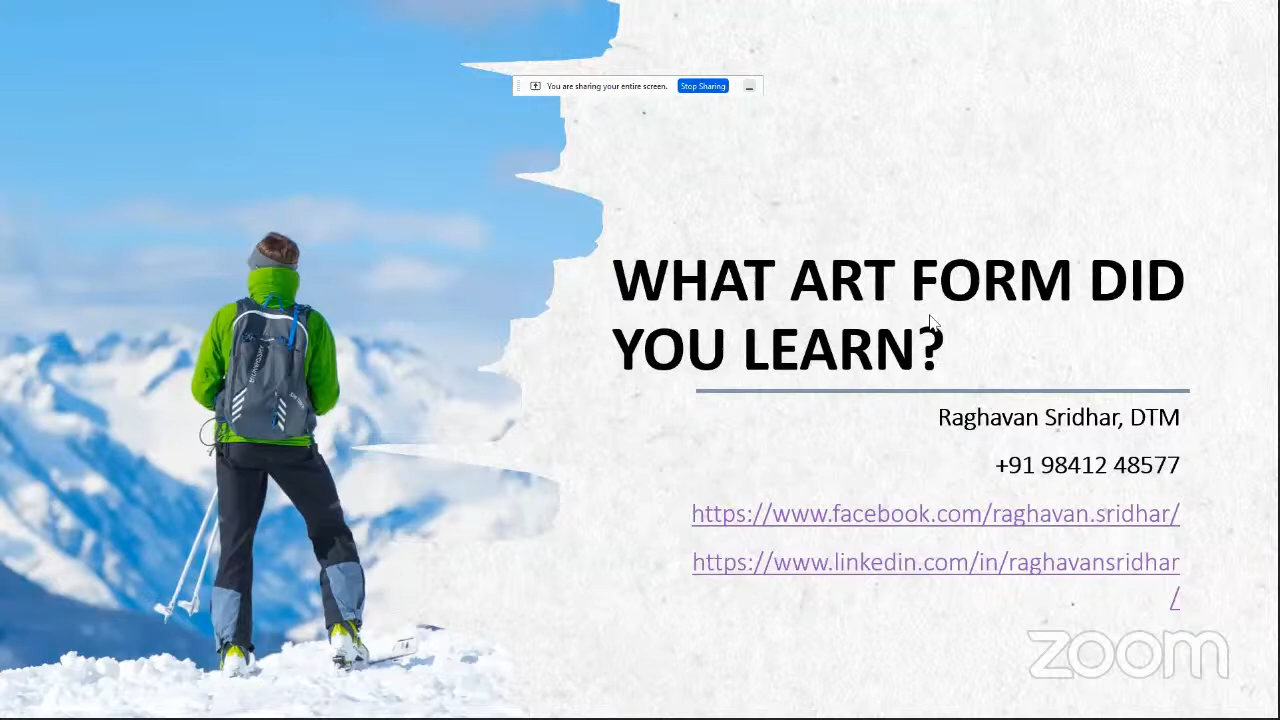 You are sharing your entire screen. Stop Sharing
WHAT ART FORM DID
YOU LEARN?
Raghavan Sridhar, DTM
+91 98412 48577
https://www.facebook.com/raghavan.sridhar/
https://www.linkedin.com/in/raghavansridhar
/
zoom